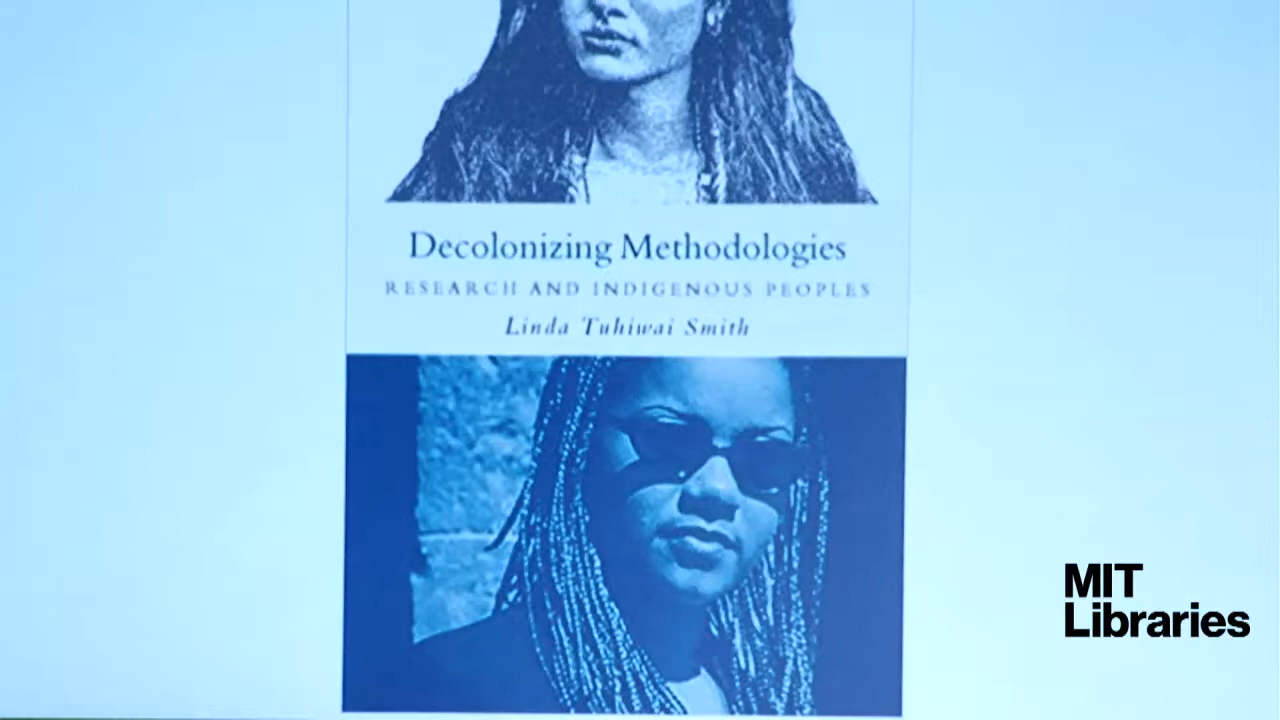 Decolonizing Methodologies
RESEARCH AND INDIGENOUS PEOPLES
Linda Tuhiwai Smith
MIT
Libraries